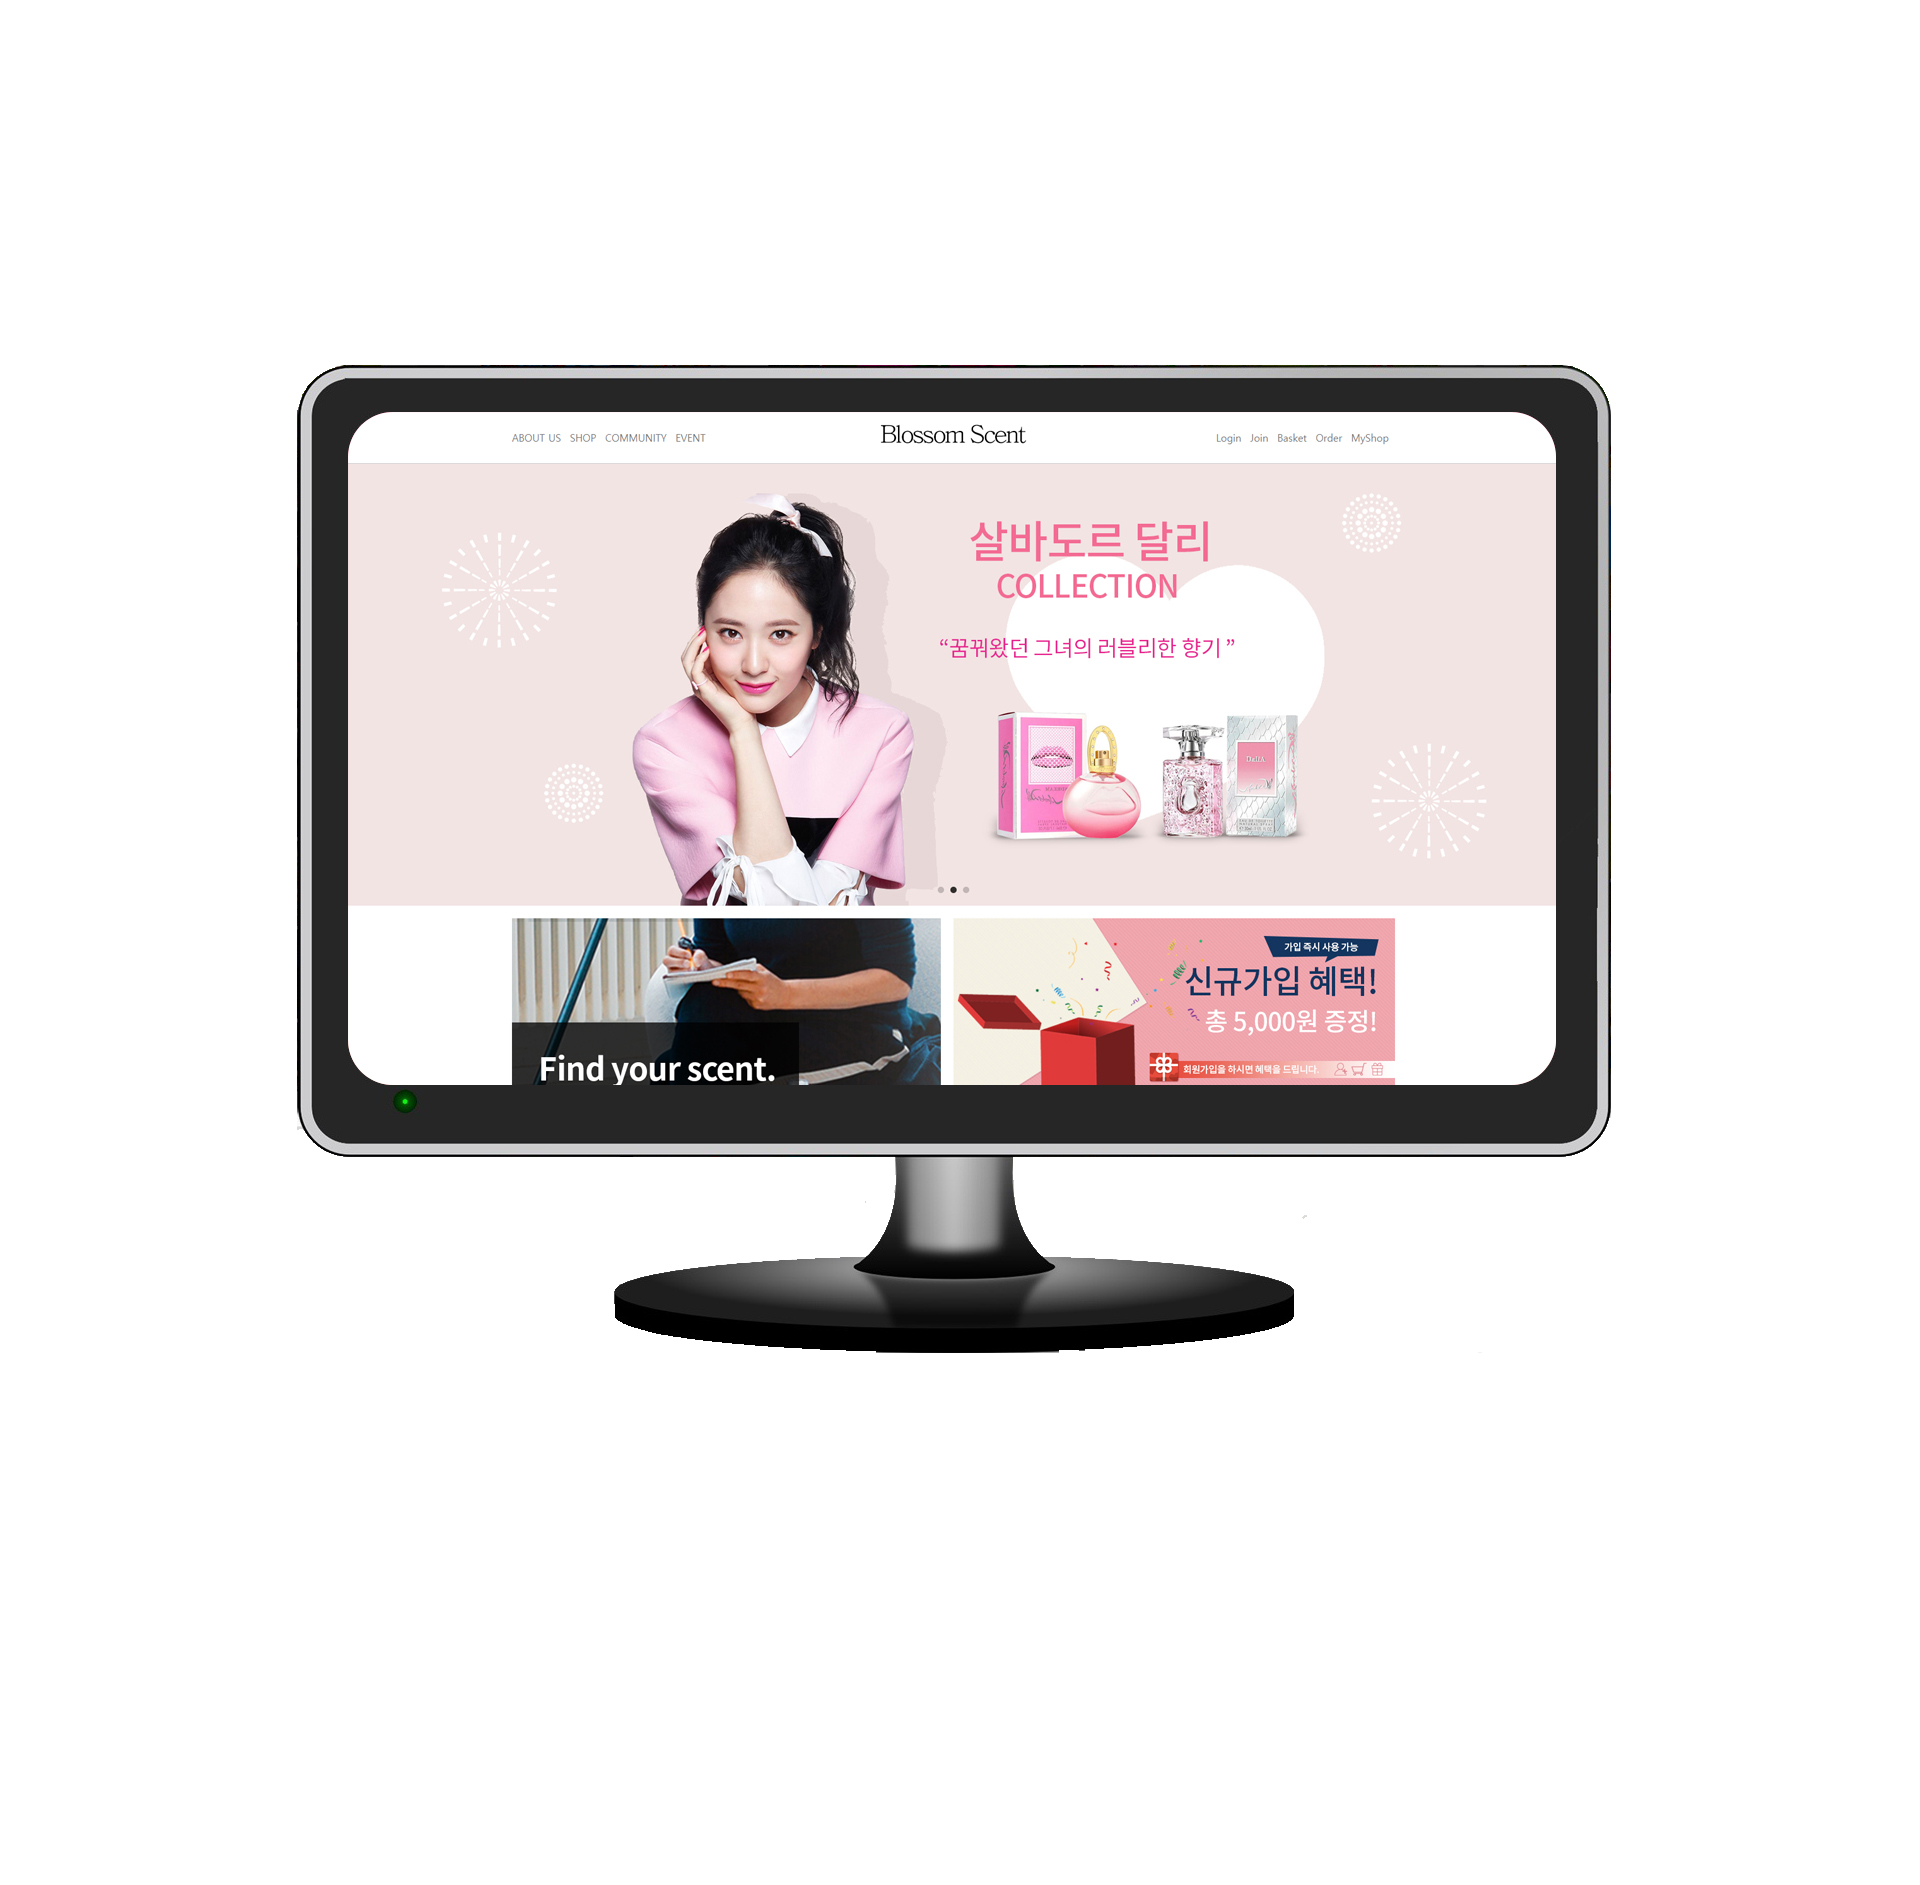 ABOUT US SHOP COMMUNITY EVENT
Blossom Scent
Login Join Basket Order MyShop
살바도르 달리
COLLECTION
“꿈꿔왔던 그녀의 러블리한 향기 ”
DaliA
Find your scent.
가입 즉시 사용 가능
신규가입 혜택!
총 5,000원 증정!
회원가입을 하시면 혜택을 드립니다.